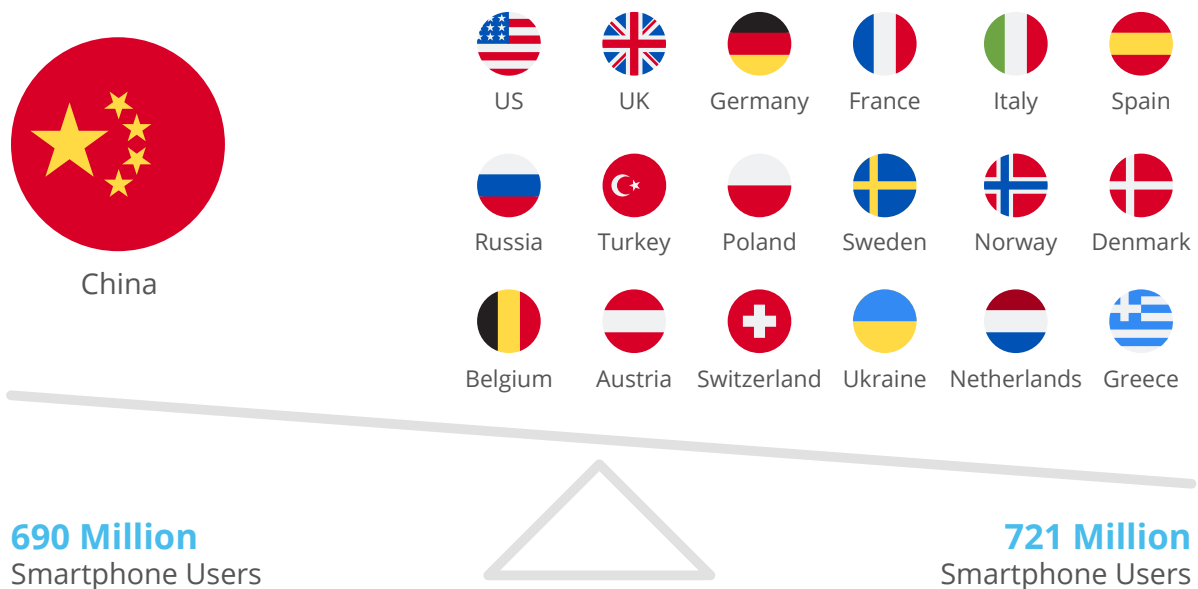 US UK Germany France Italy Spain
Russia Turkey Poland Sweden Norway Denmark
China
Belgium Austria Switzerland Ukraine Netherlands Greece
690 Million
Smartphone Users
721 Million
Smartphone Users